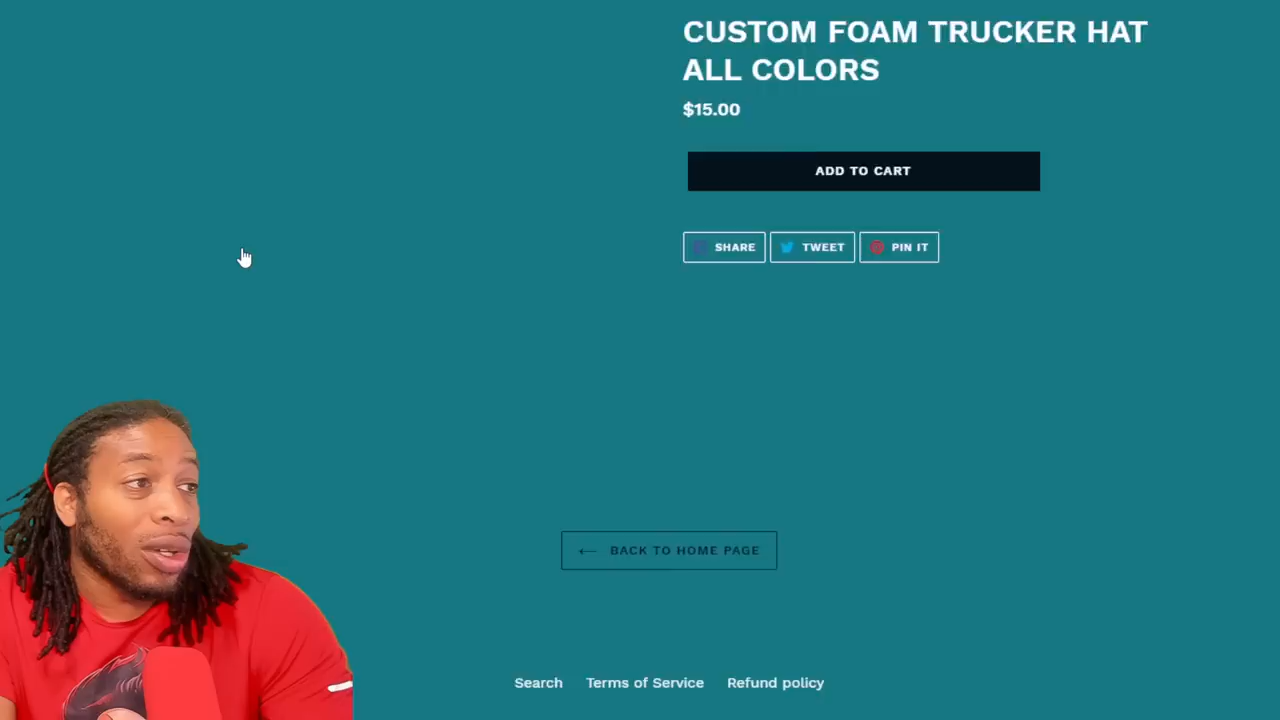 CUSTOM FOAM TRUCKER HAT
ALL COLORS
$15.00
ADD TO CART
SHARE TWEET PIN IT
BACK TO HOME PAGE
Search Terms of Service Refund policy